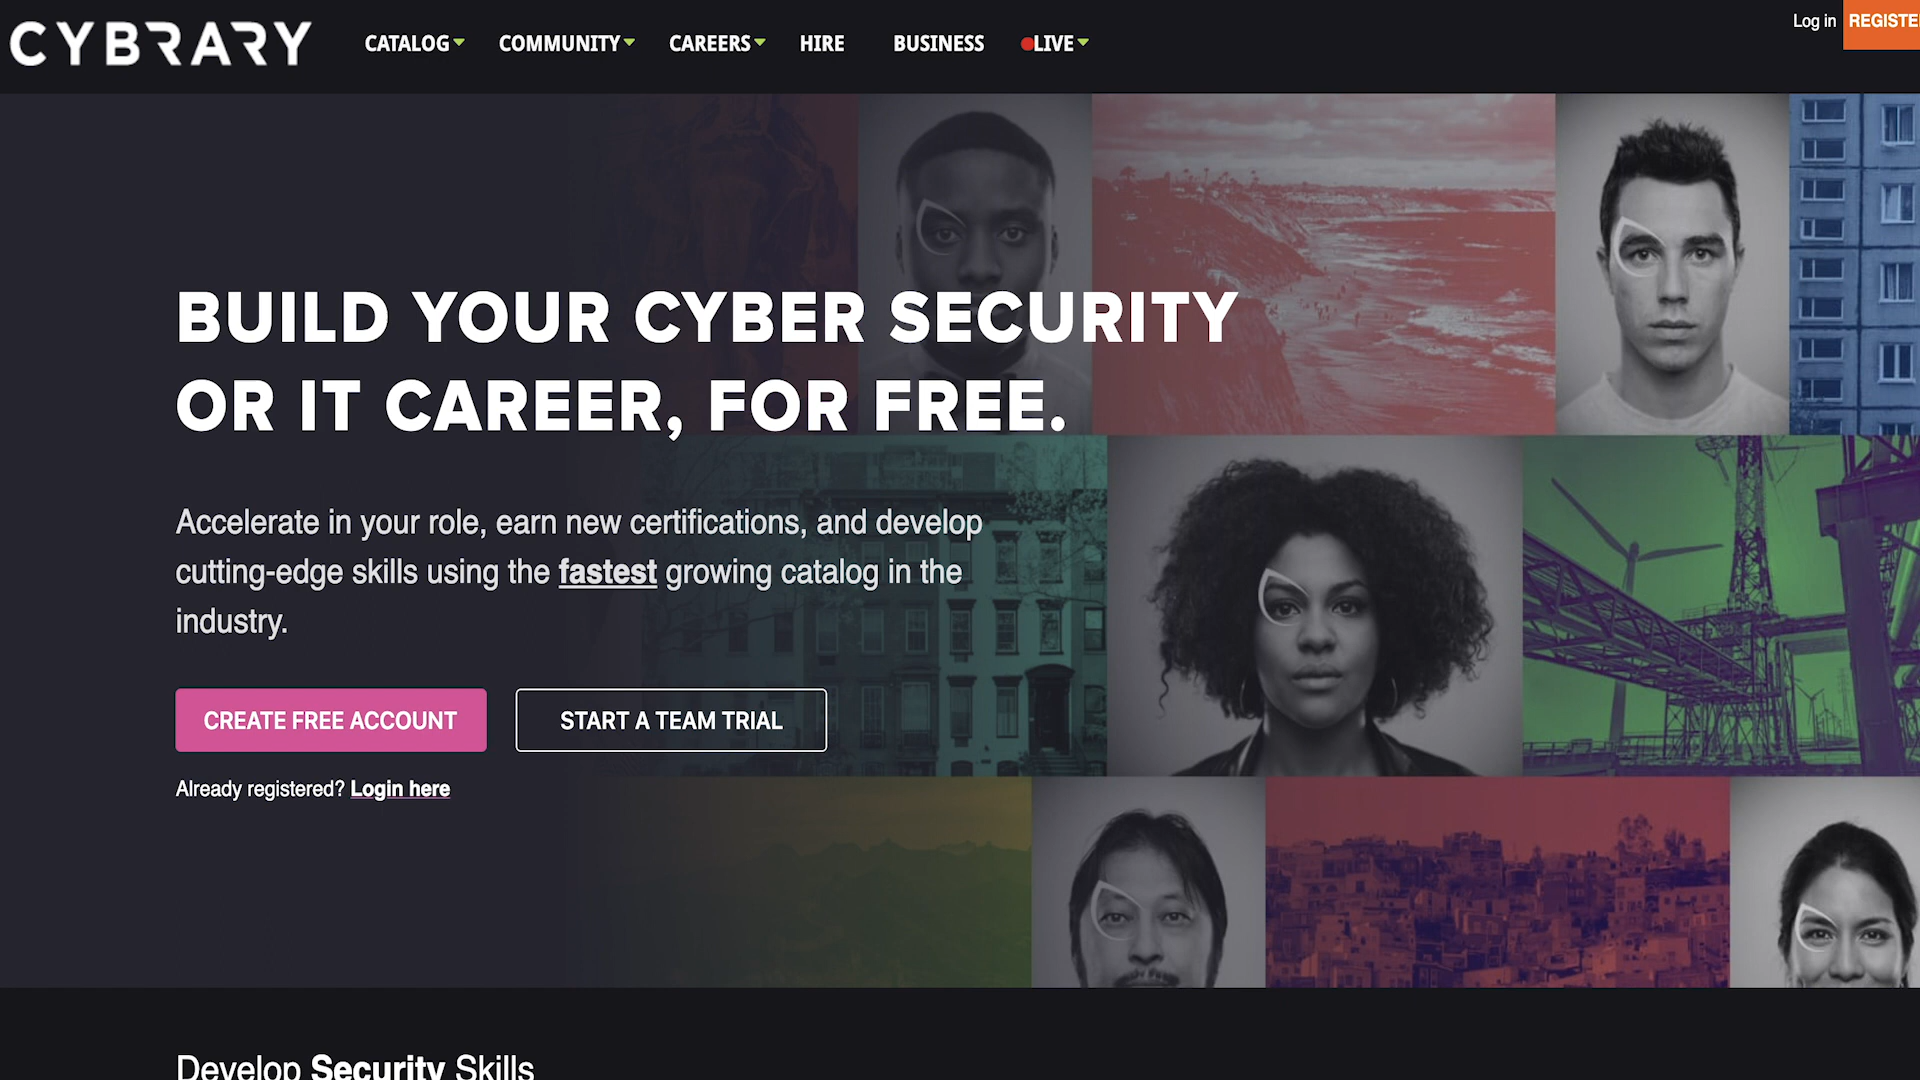 CYBRARY
CATALOG COMMUNITY CAREERS HIRE BUSINESS LIVE
Log in REGISTE
BUILD YOUR CYBER SECURITY
OR IT CAREER, FOR FREE.
Accelerate in your role, earn new certifications, and develop
cutting-edge skills using the fastest growing catalog in the
industry.
CREATE FREE ACCOUNT START A TEAM TRIAL
Already registered? Login here
Develop Security Skills